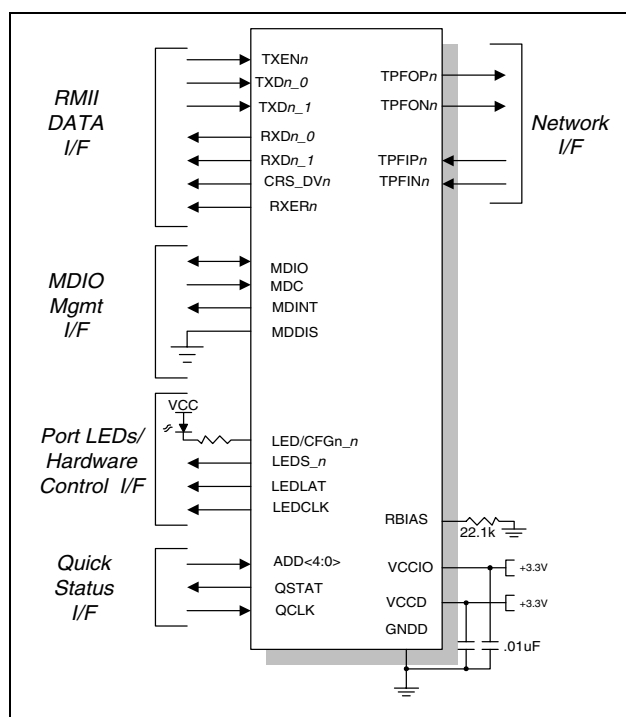 RMII
DATA
I/F
TXENn
TXDn_0
TXDn_1
RXDn_0
RXDn_1
CRS_DVn
RXERn
TPFOPn
TPFONn
TPFIPn
TPFINn
Network
I/F
MDIO
Mgmt
I/F
MDIO
MDC
MDINT
MDDIS
Port LEDs/
Hardware
Control I/F
VCC
LED/CFGn_n
LEDS_n
LEDLAT
LEDCLK
RBIAS
22.1k
Quick
Status
I/F
ADD<4:0>
QSTAT
QCLK
VCCIO
+3.3V
VCCD
+3.3V
GNDD
.01uF